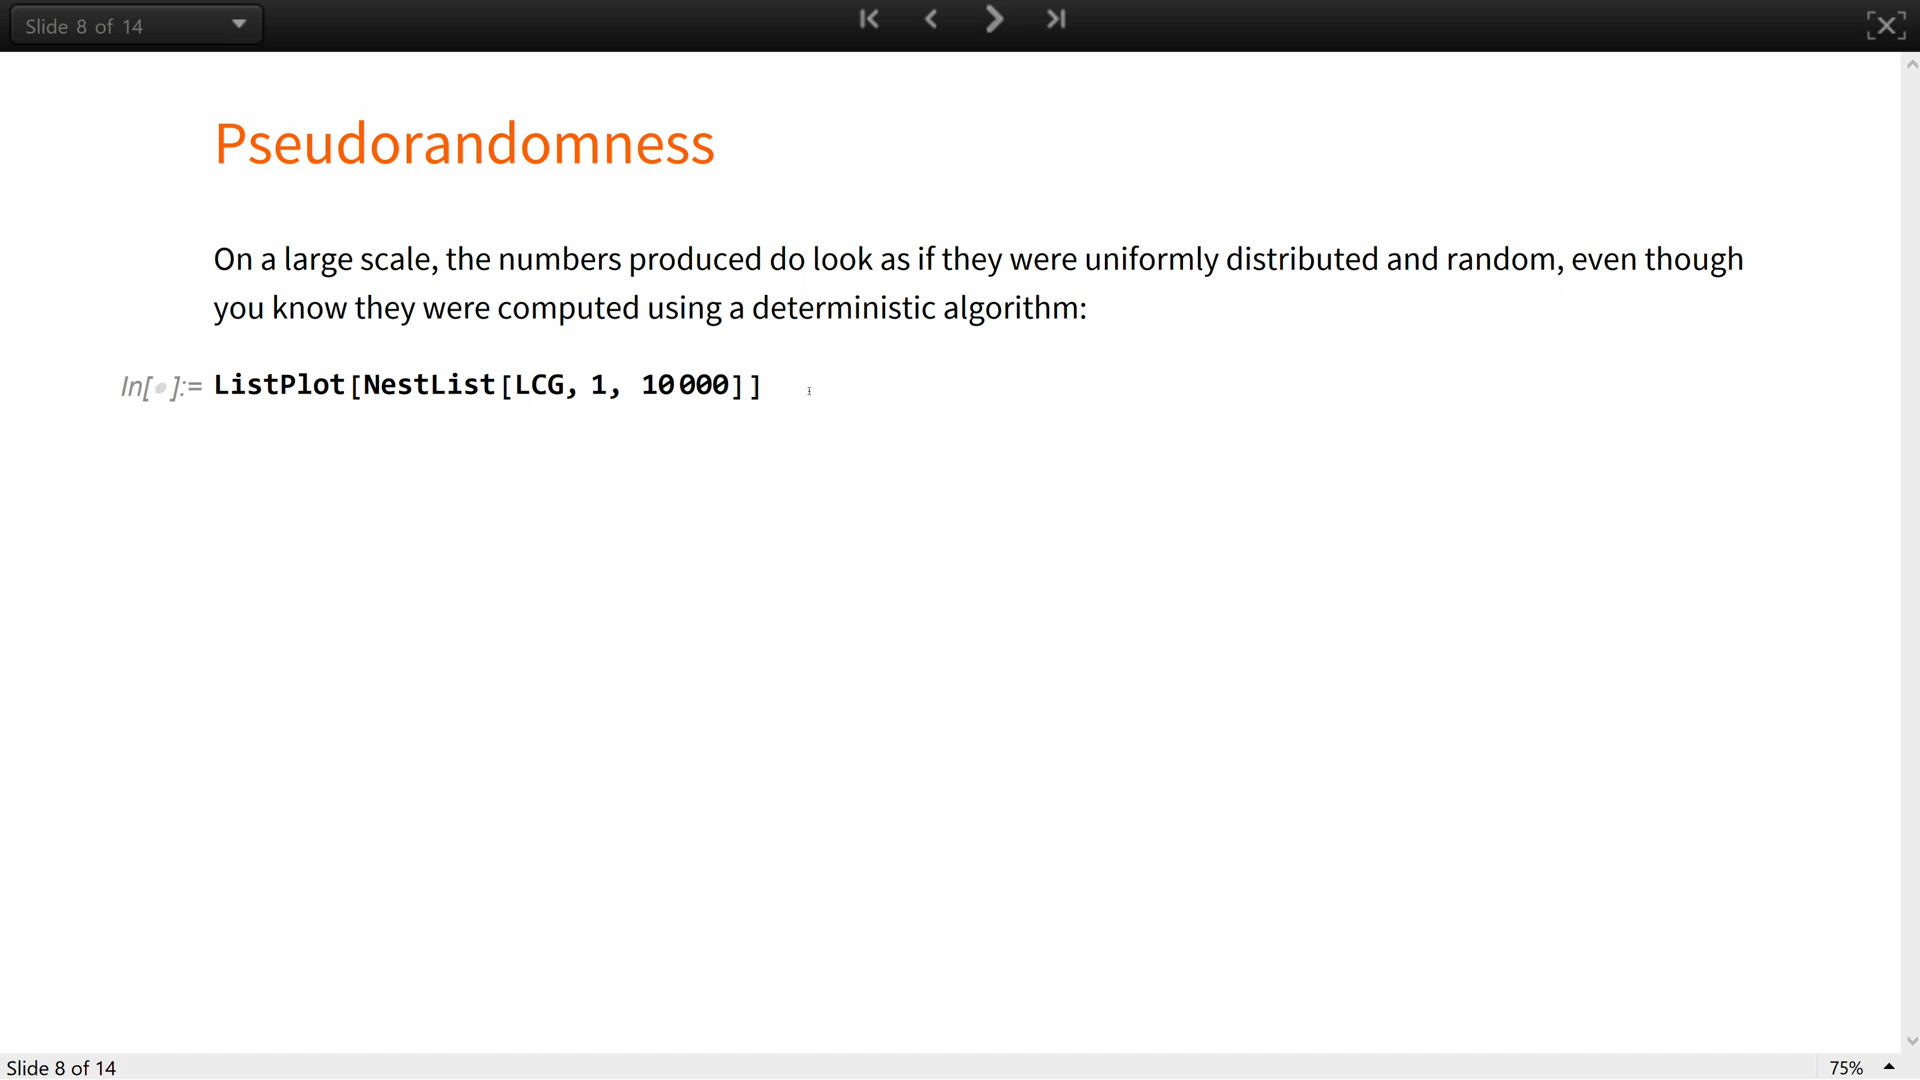 Slide 8 of 14
Pseudorandomness
On a large scale, the numbers produced do look as if they were uniformly distributed and random, even though
you know they were computed using a deterministic algorithm:
In[●]:= ListPlot[NestList[LCG, 1, 10000]]
Slide 8 of 14
75%